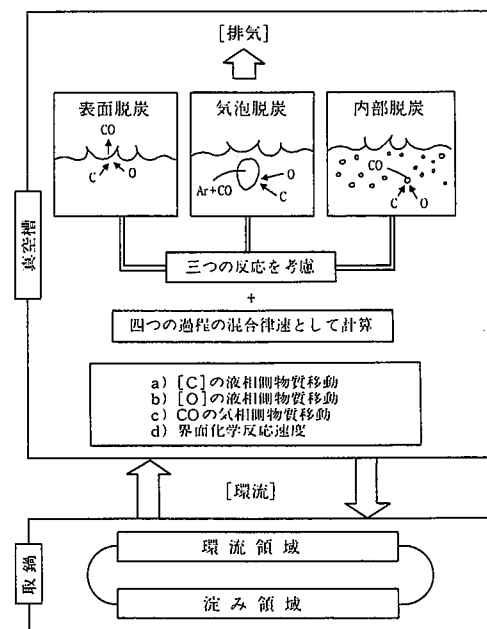 [排気]
表面脱炭
CO
C
O
気泡脱炭
Ar+CO
O
C
内部脱炭
CO
C
O
真空槽
三つの反応を考慮
+
四つの過程の混合律速として計算
a) [C]の液相側物質移動
b) [O]の液相側物質移動
c) COの気相側物質移動
d) 界面化学反応速度
[環流]
取鍋
環流領域
淀み領域